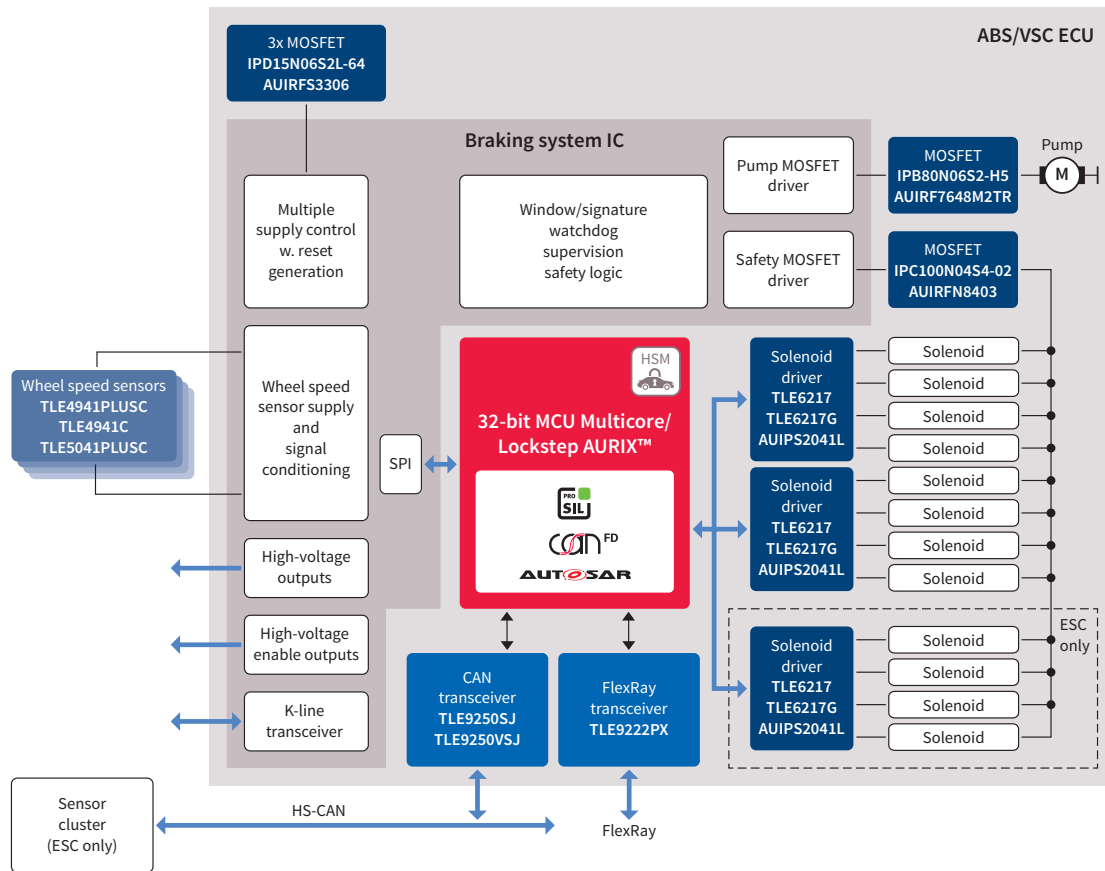 ABS/VSC ECU
3x MOSFET
IPD15N06S2L-64
AUIRFS3306
Braking system IC
Multiple
supply control
w. reset
generation
Window/signature
watchdog
supervision
safety logic
Pump MOSFET
driver
MOSFET
IPB80N06S2-H5
AUIRF7648M2TR
Pump
M
Safety MOSFET
driver
MOSFET
IPC100N04S4-02
AUIRFN8403
Wheel speed sensors
TLE4941PLUSC
TLE4941C
TLE5041PLUSC
Wheel speed
sensor supply
and
signal
conditioning
SPI
HSM
32-bit MCU Multicore/
Lockstep AURIX™
PRO
SIL
CAN FD
AUTOSAR
Solenoid
driver
TLE6217
TLE6217G
AUIPS2041L
Solenoid
Solenoid
Solenoid
Solenoid
Solenoid
driver
TLE6217
TLE6217G
AUIPS2041L
Solenoid
Solenoid
Solenoid
Solenoid
Solenoid
driver
TLE6217
TLE6217G
AUIPS2041L
Solenoid
Solenoid
Solenoid
Solenoid
ESC
only
High-voltage
outputs
High-voltage
enable outputs
K-line
transceiver
CAN
transceiver
TLE9250SJ
TLE9250VSJ
FlexRay
transceiver
TLE9222PX
Sensor
cluster
(ESC only)
HS-CAN
FlexRay